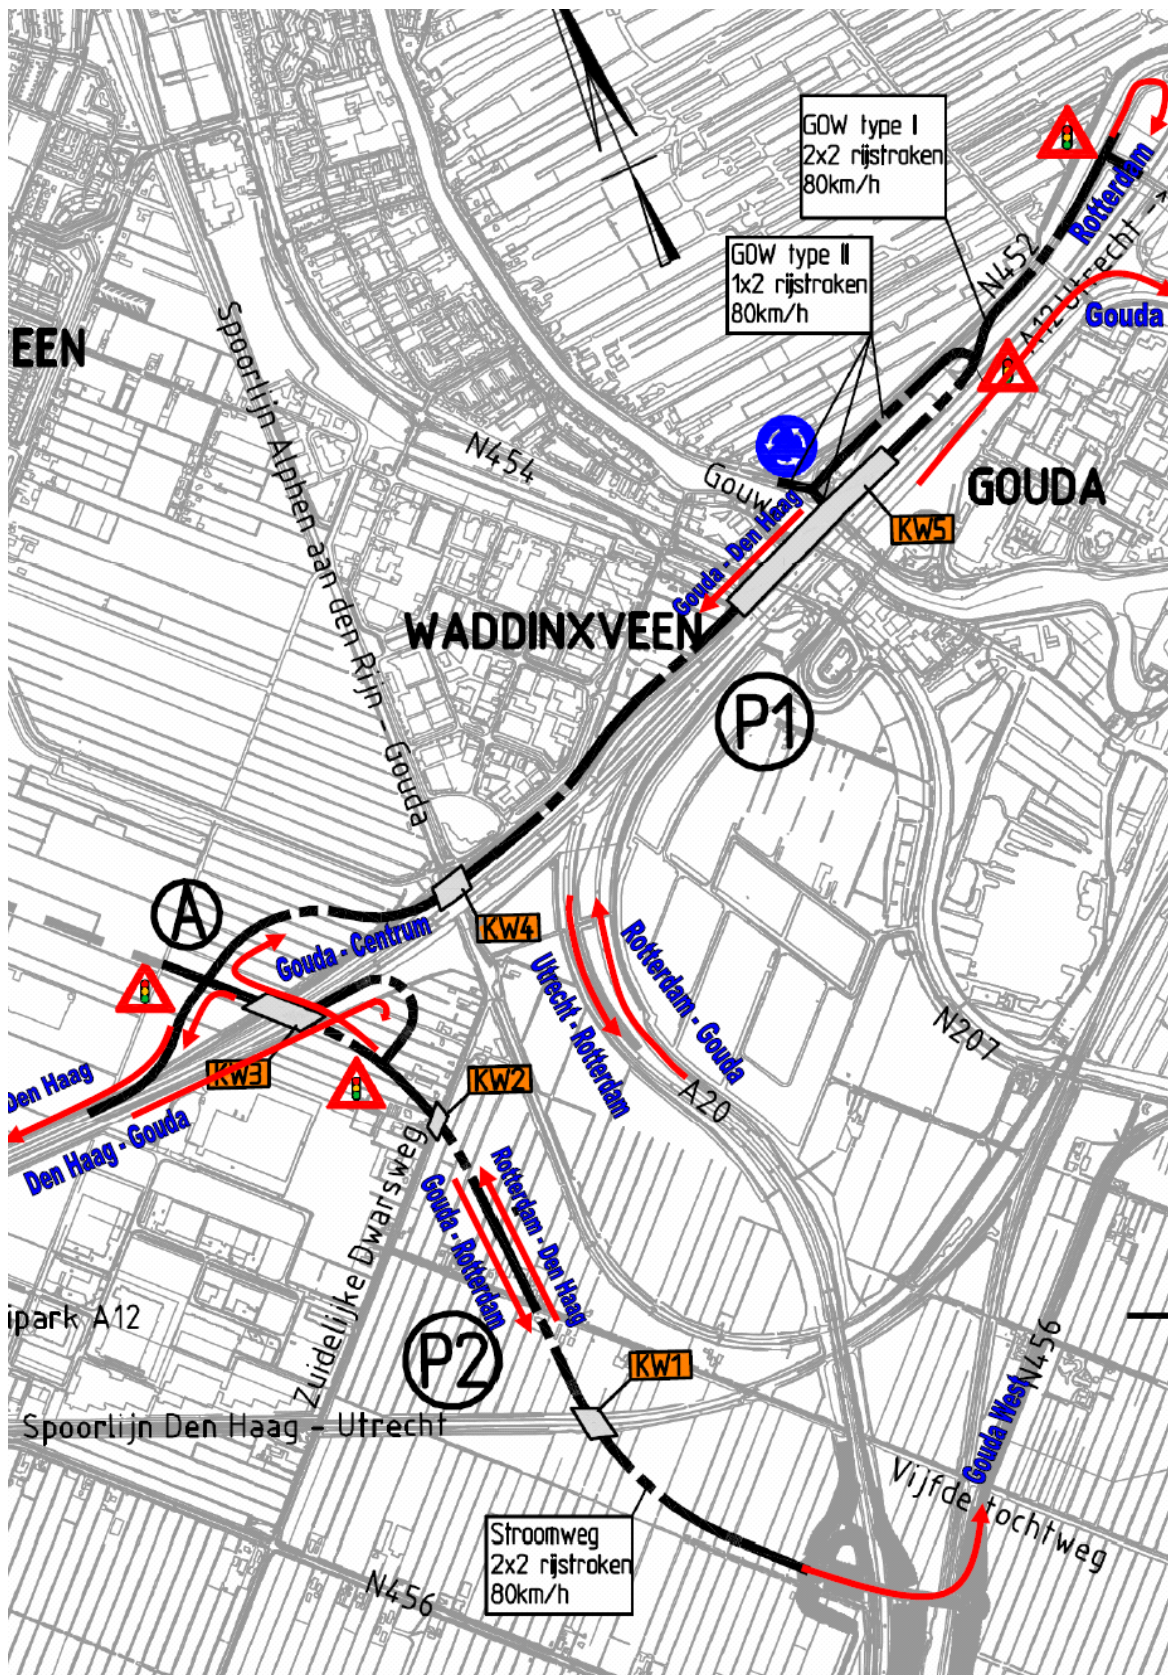 GOW type I
2x2 rijstroken
80km/h
Rotterdam
GOW type II
1x2 rijstroken
80km/h
N452
A12 Utrecht -
Gouda
EEN
Spoorlijn Alphen aan den Rijn - Gouda
N454
Gouw
GOUDA
KW5
Gouda - Den Haag
WADDINXVEEN
P1
A
KW4
Gouda - Centrum
Utrecht - Rotterdam
Rotterdam - Gouda
N207
A20
KW3
KW2
Den Haag
Den Haag - Gouda
Zuidelijke Dwarsweg
Gouda - Rotterdam
Rotterdam - Den Haag
ipark A12
P2
KW1
N456
Gouda West
Spoorlijn Den Haag - Utrecht
Vijfde tochtweg
Stroomweg
2x2 rijstroken
80km/h
N456